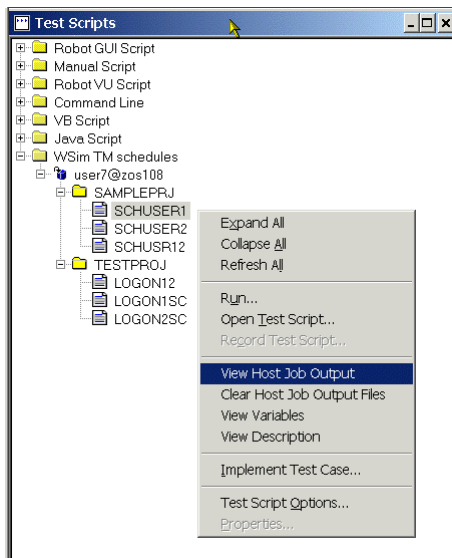 Test Scripts
Robot GUI Script
Manual Script
Robot VU Script
Command Line
VB Script
Java Script
WSim TM schedules
user7@zos108
SAMPLEPRJ
SCHUSER1
SCHUSER2
SCHUSR12
TESTPROJ
LOGON12
LOGON1SC
LOGON2SC
Expand All
Collapse All
Refresh All
Run...
Open Test Script...
Record Test Script...
View Host Job Output
Clear Host Job Output Files
View Variables
View Description
Implement Test Case...
Test Script Options...
Properties...